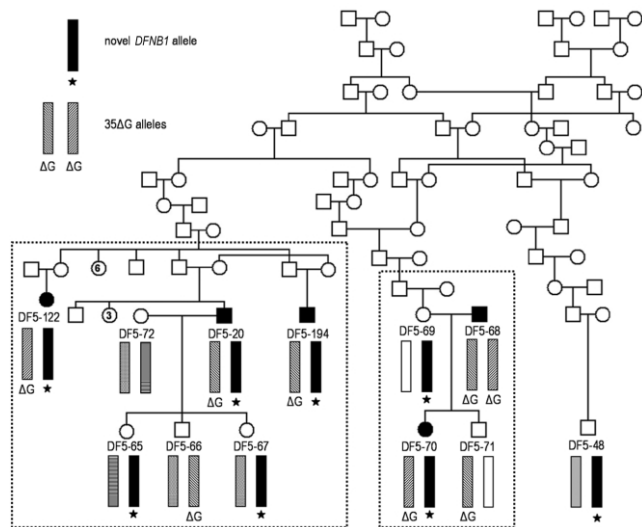 novel DFNB1 allele
★
35ΔG alleles
ΔG ΔG
6
3
DF5-122
DF5-72
DF5-20
DF5-194
DF5-69
DF5-68
ΔG ★
ΔG ★
ΔG ★
★
ΔG ΔG
DF5-65
DF5-66
DF5-67
DF5-70
DF5-71
DF5-48
★
ΔG
★
ΔG ★
ΔG
★